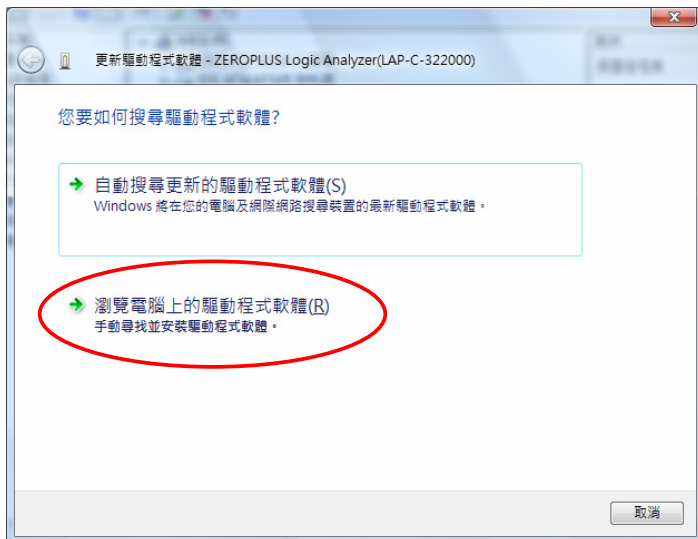 更新驅動程式軟體 - ZEROPLUS Logic Analyzer(LAP-C-322000)
您要如何搜尋驅動程式軟體?
自動搜尋更新的驅動程式軟體(S)
Windows 將在您的電腦及網際網路搜尋裝置的最新驅動程式軟體。
瀏覽電腦上的驅動程式軟體(R)
手動尋找並安裝驅動程式軟體。
取消